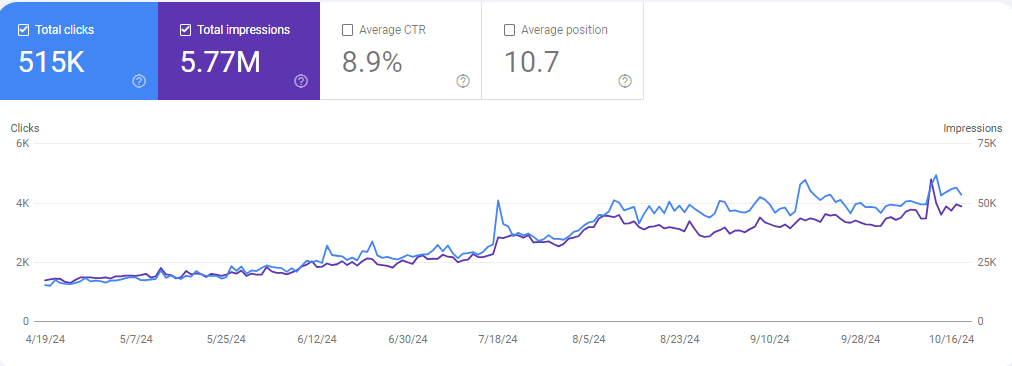 Total clicks
515K
Total impressions
5.77M
Average CTR
8.9%
Average position
10.7
Clicks
Impressions
6K
75K
4K
50K
2K
25K
0
0
4/19/24
5/7/24
5/25/24
6/12/24
6/30/24
7/18/24
8/5/24
8/23/24
9/10/24
9/28/24
10/16/24